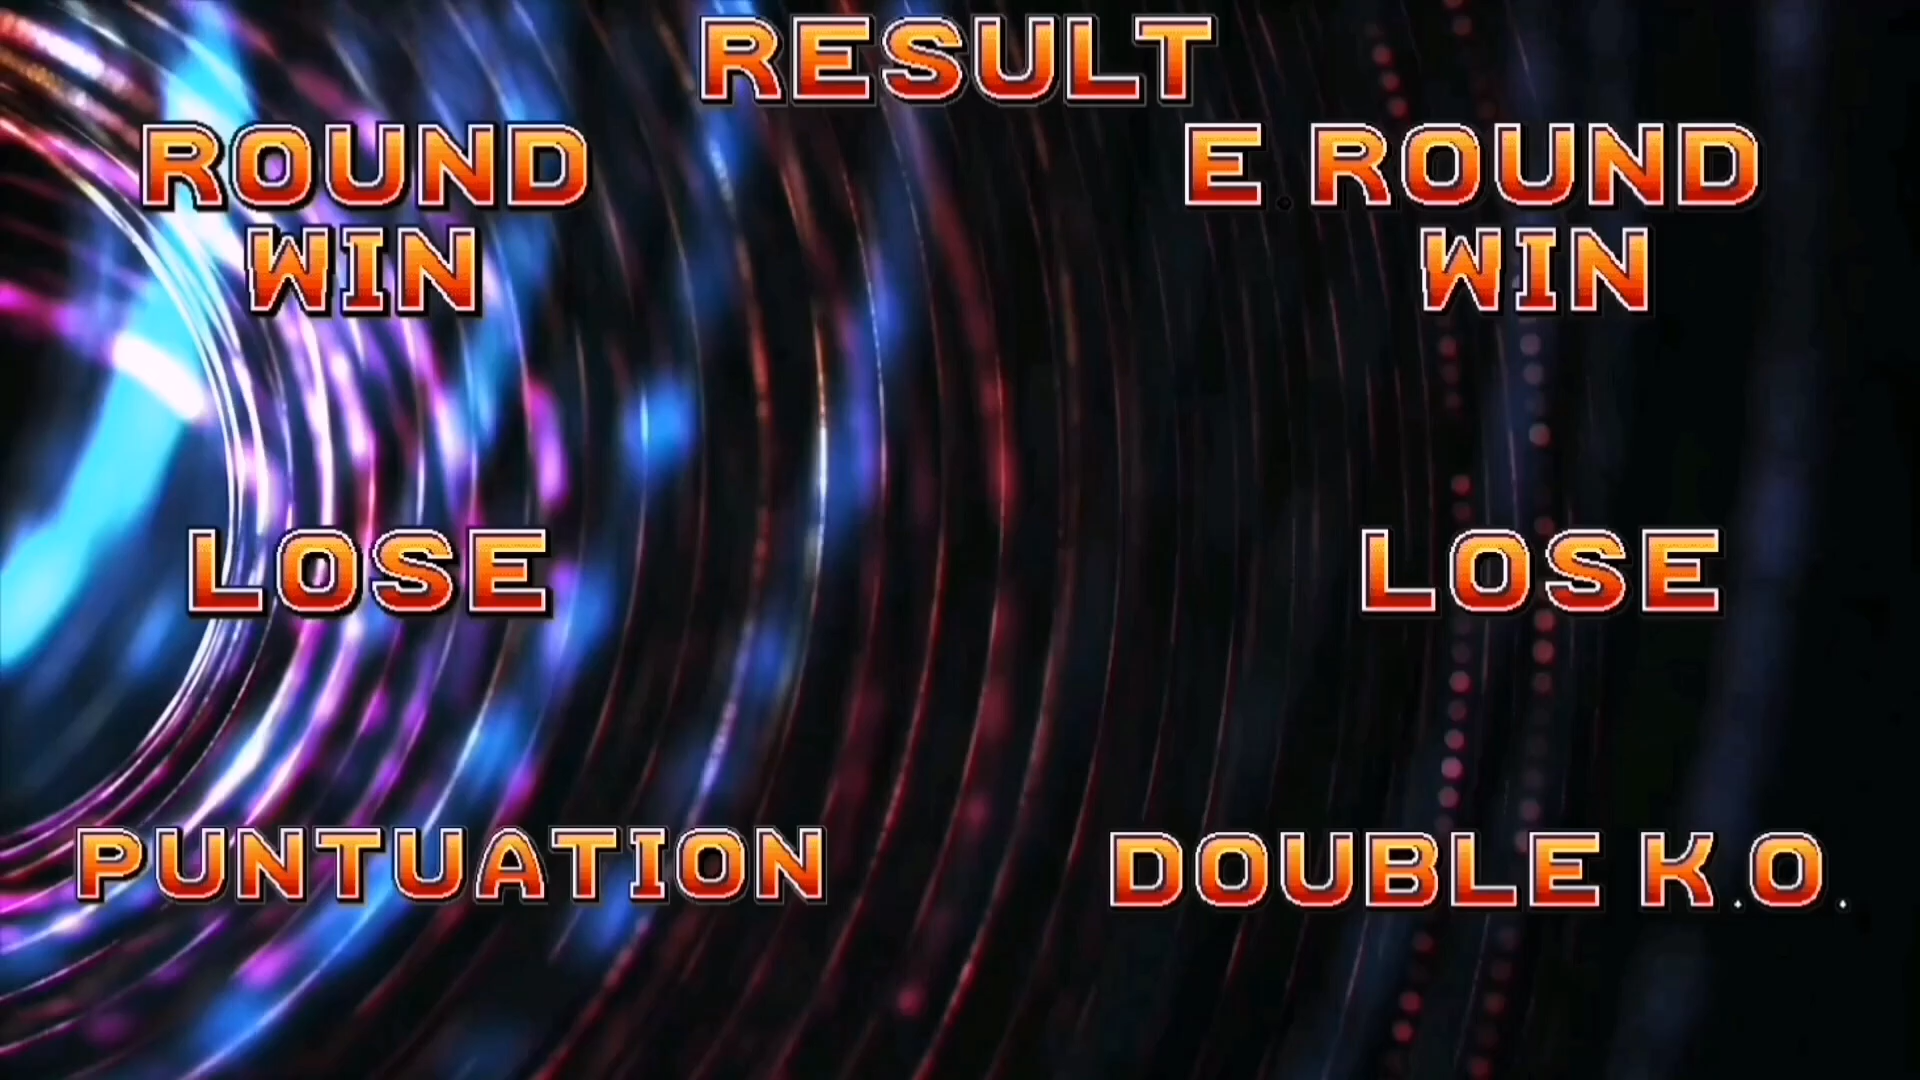 RESULT
ROUND
WIN
LOSE
PUNTUATION
E.ROUND
WIN
LOSE
DOUBLE K.O.